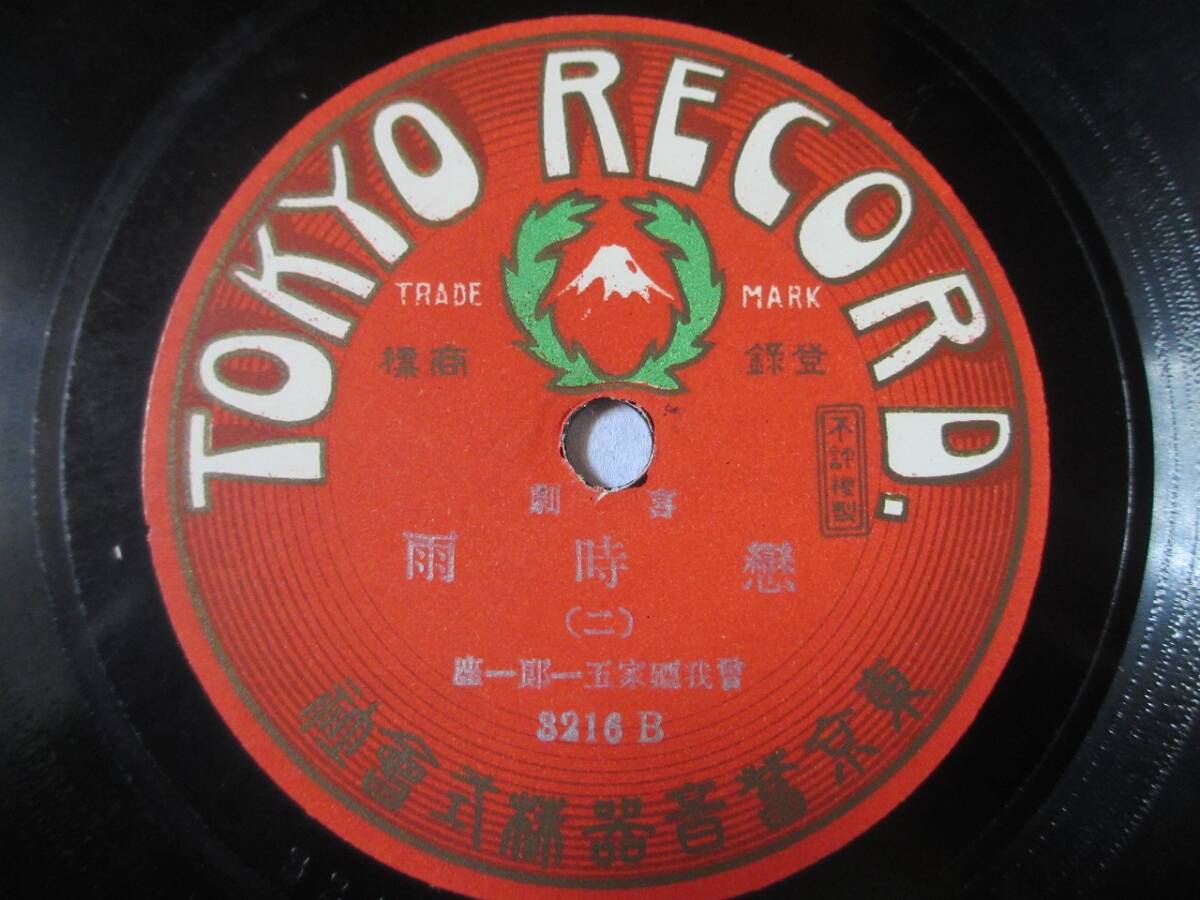 TOKYO RECORD.
TRADE MARK
登錄 商標
不許複製
喜劇
戀時雨
(二)
曾我廼家五一郎一座
3216 B
東京蓄音器株式會社